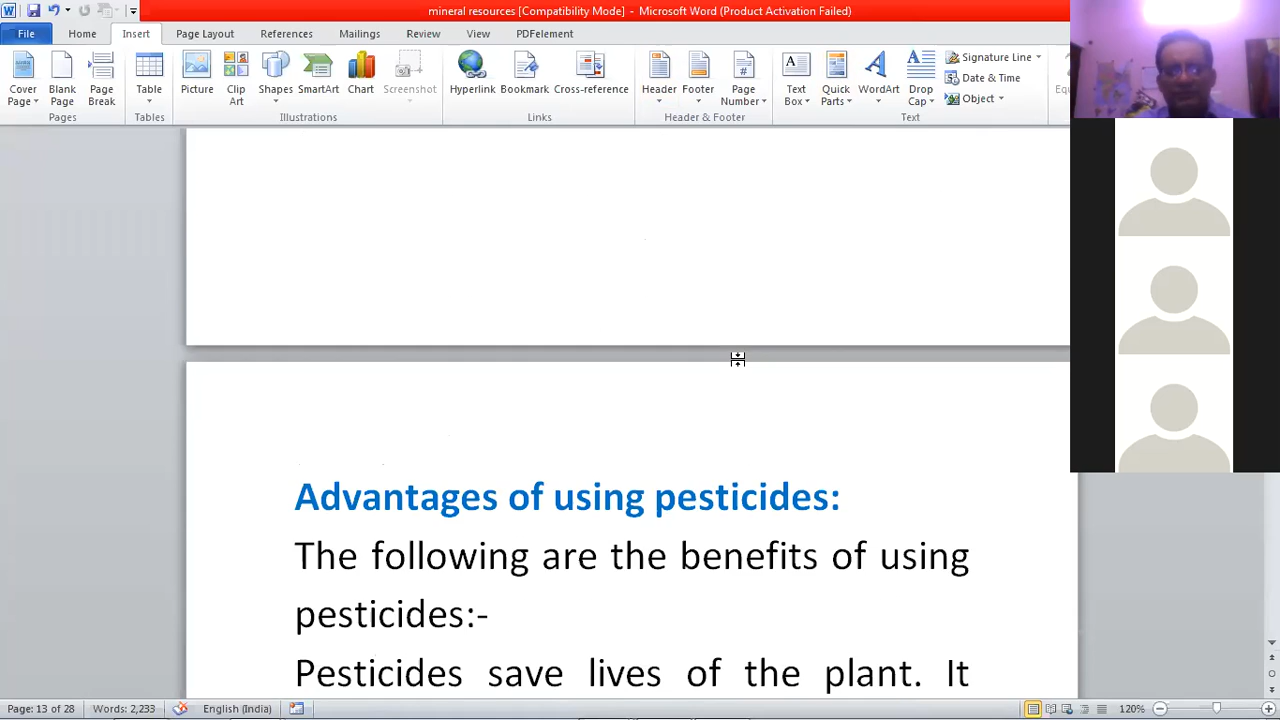 mineral resources [Compatibility Mode] - Microsoft Word (Product Activation Failed)
File Home Insert Page Layout References Mailings Review View PDFelement
Cover Page Blank Page Page Break Table Picture Clip Art Shapes SmartArt Chart Screenshot Hyperlink Bookmark Cross-reference Header Footer Page Number Text Box Quick Parts WordArt Drop Cap Signature Line
Date & Time
Object
Pages Tables Illustrations Links Header & Footer Text
Advantages of using pesticides:
The following are the benefits of using
pesticides:-
Pesticides save lives of the plant. It
Page: 13 of 28 Words: 2,233 English (India) 120%